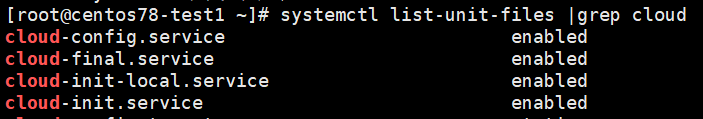 [root@centos78-test1 ~]# systemctl list-unit-files |grep cloud
cloud-config.service enabled
cloud-final.service enabled
cloud-init-local.service enabled
cloud-init.service enabled